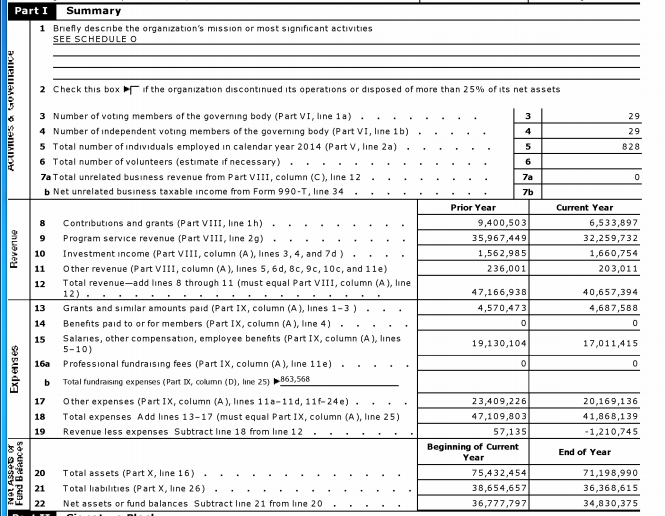 Part I Summary
1 Briefly describe the organization's mission or most significant activities
SEE SCHEDULE O
2 Check this box ▶ if the organization discontinued its operations or disposed of more than 25% of its net assets
Activities & Governance
3 Number of voting members of the governing body (Part VI, line 1a) . . . . . . . . 3 29
4 Number of independent voting members of the governing body (Part VI, line 1b) . . . . . 4 29
5 Total number of individuals employed in calendar year 2014 (Part V, line 2a) . . . . . . 5 828
6 Total number of volunteers (estimate if necessary) . . . . . . . . . . . 6
7a Total unrelated business revenue from Part VIII, column (C), line 12 . . . . . . . 7a 0
b Net unrelated business taxable income from Form 990-T, line 34 . . . . . . . . 7b
Prior Year Current Year
Revenue
8 Contributions and grants (Part VIII, line 1h) . . . . . . . . . 9,400,503 6,533,897
9 Program service revenue (Part VIII, line 2g) . . . . . . . . . 35,967,449 32,259,732
10 Investment income (Part VIII, column (A), lines 3, 4, and 7d ) . . . . 1,562,985 1,660,754
11 Other revenue (Part VIII, column (A), lines 5, 6d, 8c, 9c, 10c, and 11e) 236,001 203,011
12 Total revenue—add lines 8 through 11 (must equal Part VIII, column (A), line
12) . . . . . . . . . . . . . . . . . . 47,166,938 40,657,394
Expenses
13 Grants and similar amounts paid (Part IX, column (A), lines 1–3 ) . . . 4,570,473 4,687,588
14 Benefits paid to or for members (Part IX, column (A), line 4) . . . . . 0 0
15 Salaries, other compensation, employee benefits (Part IX, column (A), lines
5–10) 19,130,104 17,011,415
16a Professional fundraising fees (Part IX, column (A), line 11e) . . . . . 0 0
b Total fundraising expenses (Part IX, column (D), line 25) ▶863,568
17 Other expenses (Part IX, column (A), lines 11a–11d, 11f–24e) . . . . 23,409,226 20,169,136
18 Total expenses Add lines 13–17 (must equal Part IX, column (A), line 25) 47,109,803 41,868,139
19 Revenue less expenses Subtract line 18 from line 12 . . . . . . . 57,135 -1,210,745
Net Assets or
Fund Balances
Beginning of Current
Year End of Year
20 Total assets (Part X, line 16) . . . . . . . . . . . . 75,432,454 71,198,990
21 Total liabilities (Part X, line 26) . . . . . . . . . . . . 38,654,657 36,368,615
22 Net assets or fund balances Subtract line 21 from line 20 . . . . . 36,777,797 34,830,375